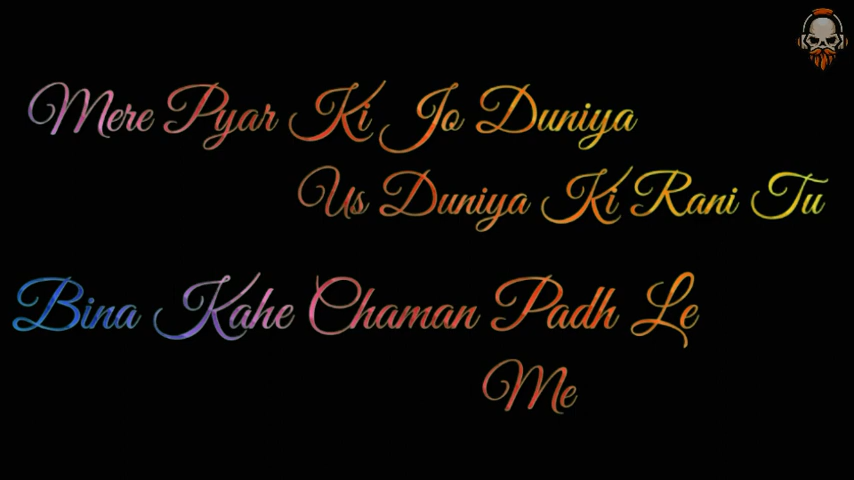 Mere Pyar Ki Jo Duniya
Us Duniya Ki Rani Tu
Bina Kahe Chaman Padh Le
Me